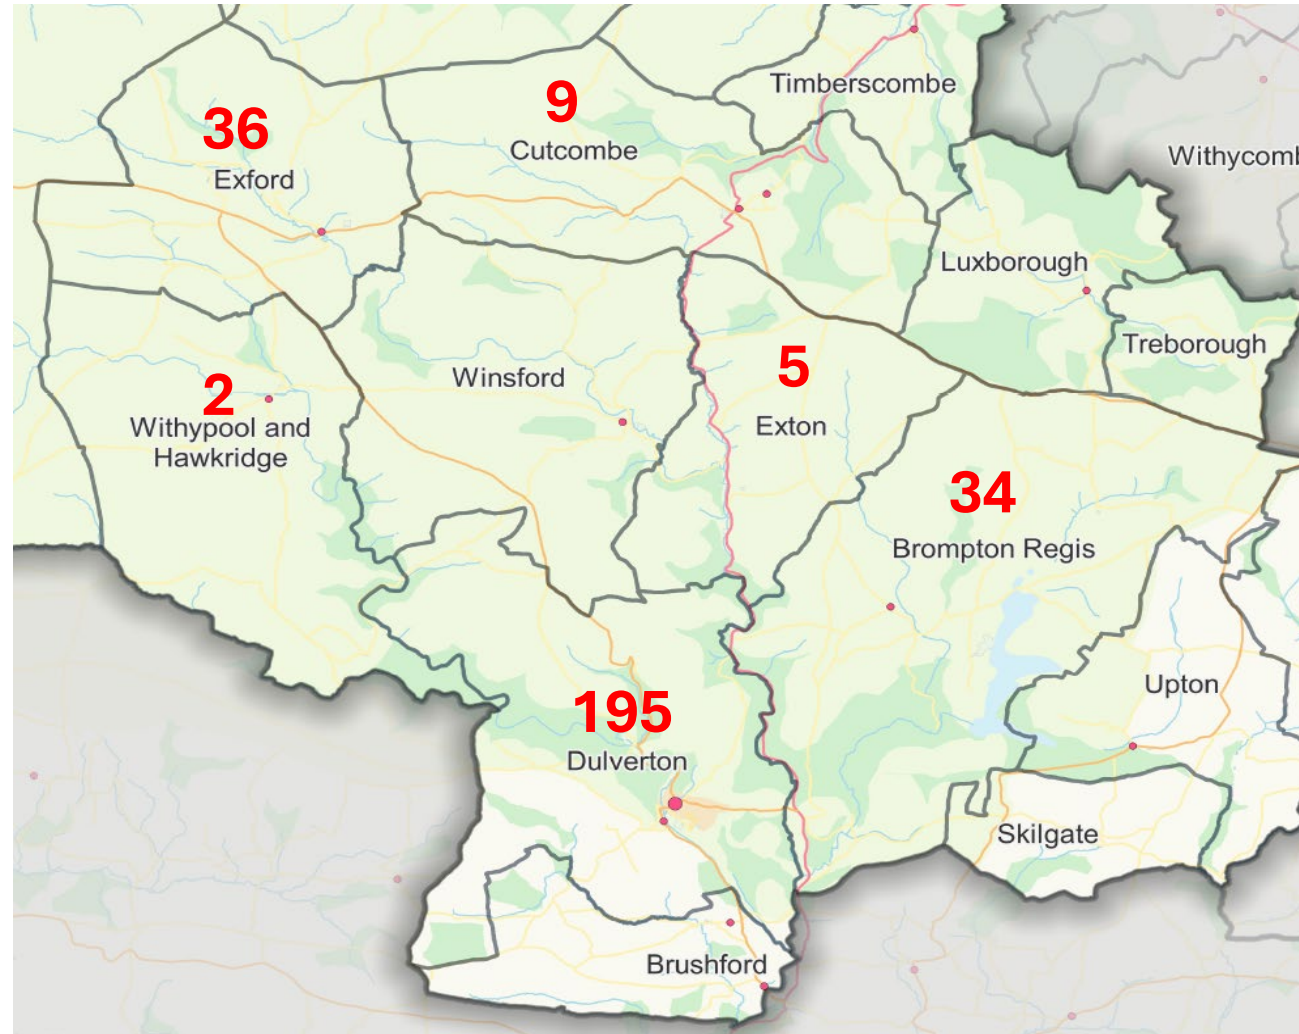 Timberscombe
9
Cutcombe
36
Exford
Withycomb
Luxborough
Treborough
5
Exton
Winsford
2
Withypool and
Hawkridge
34
Brompton Regis
Upton
195
Dulverton
Skilgate
Brushford